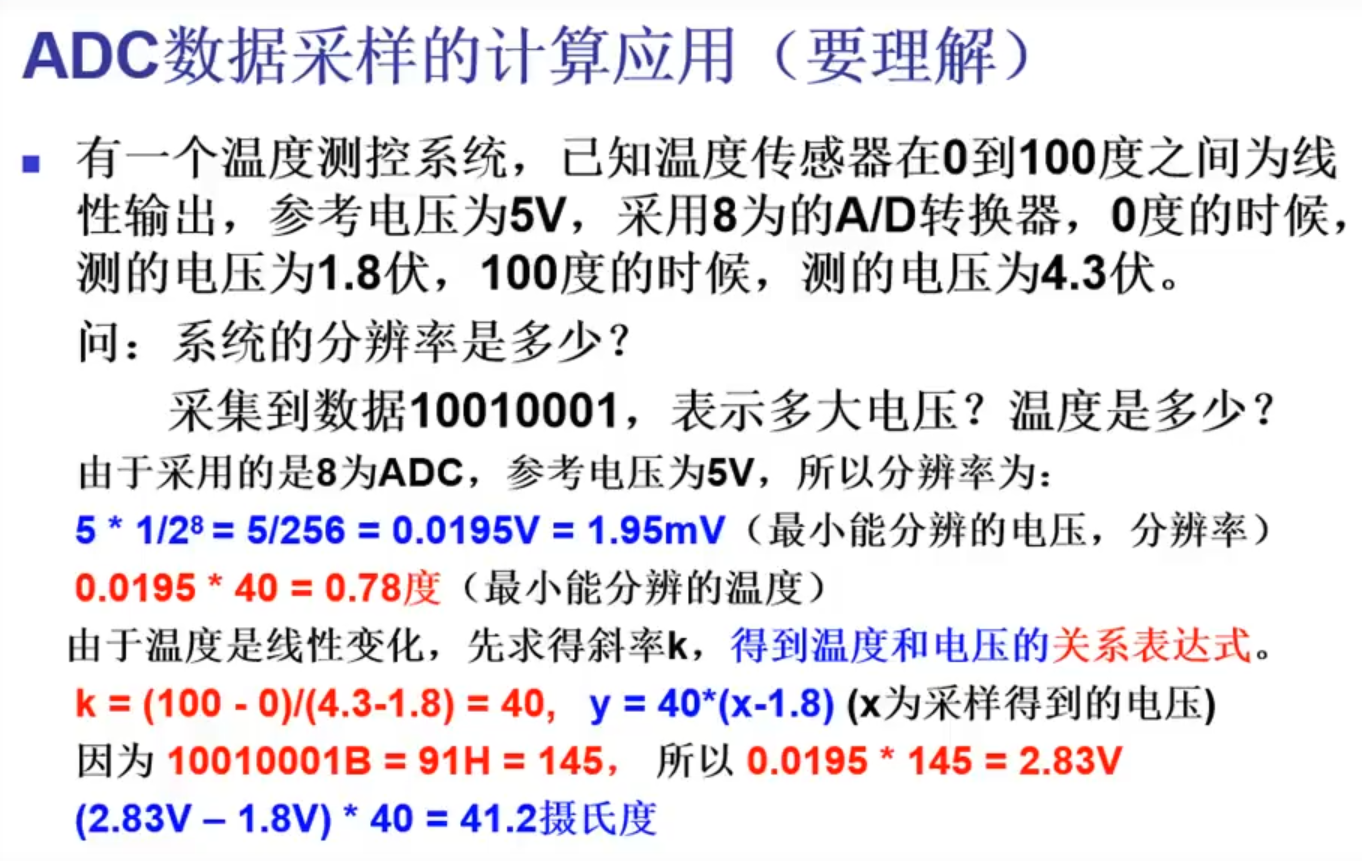 ADC数据采样的计算应用（要理解）
有一个温度测控系统，已知温度传感器在0到100度之间为线
性输出，参考电压为5V，采用8为的A/D转换器，0度的时候，
测的电压为1.8伏，100度的时候，测的电压为4.3伏。
问：系统的分辨率是多少？
采集到数据10010001，表示多大电压？温度是多少？
由于采用的是8为ADC，参考电压为5V，所以分辨率为：
5 * 1/2⁸ = 5/256 = 0.0195V = 1.95mV（最小能分辨的电压，分辨率）
0.0195 * 40 = 0.78度（最小能分辨的温度）
由于温度是线性变化，先求得斜率k，得到温度和电压的关系表达式。
k = (100 - 0)/(4.3-1.8) = 40, y = 40*(x-1.8) (x为采样得到的电压)
因为 10010001B = 91H = 145， 所以 0.0195 * 145 = 2.83V
(2.83V – 1.8V) * 40 = 41.2摄氏度